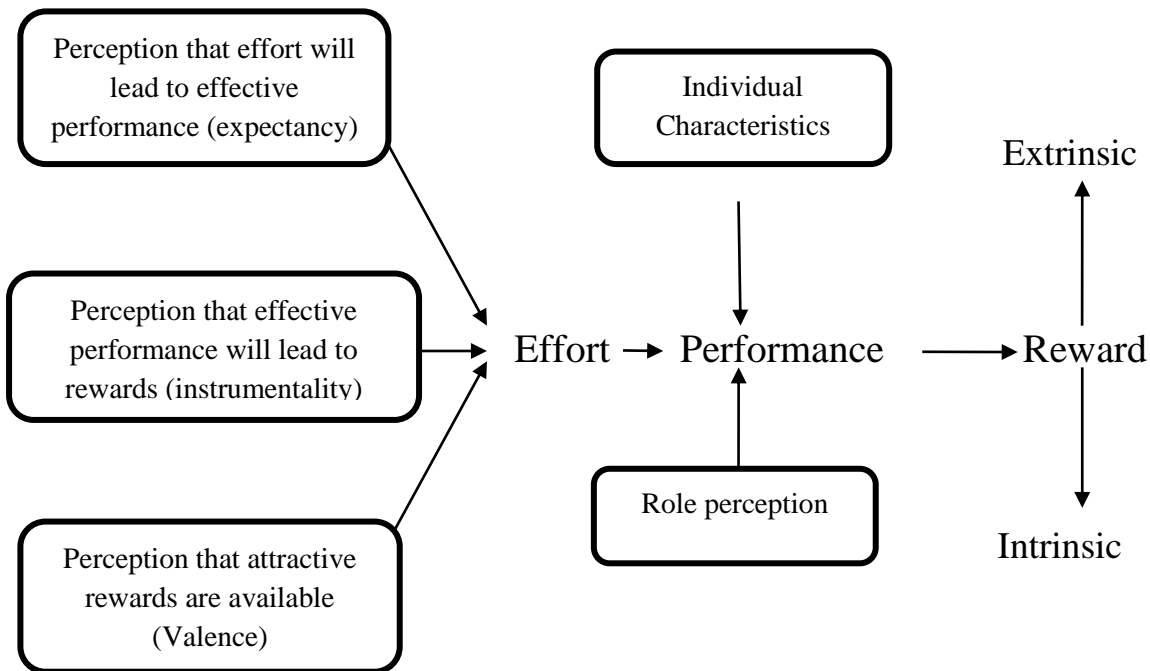 Perception that effort will
lead to effective
performance (expectancy)
Individual
Characteristics
Extrinsic
Perception that effective
performance will lead to
rewards (instrumentality)
Effort
Performance
Reward
Role perception
Intrinsic
Perception that attractive
rewards are available
(Valence)